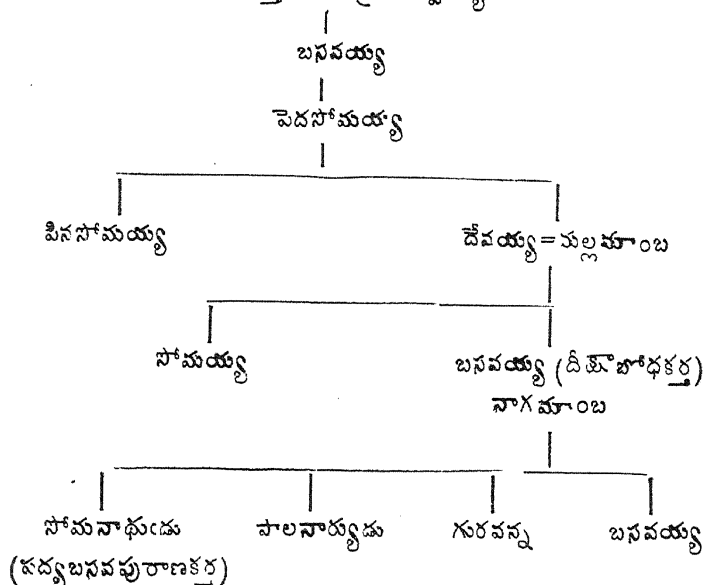 బసవయ్య
పెదసోమయ్య
పినసోమయ్య దేవయ్య=మల్లమాంబ
సోమయ్య బసవయ్య (దీక్షాబోధకర్త)
నాగమాంబ
సోమనాథుఁడు పాలనార్యుడు గురవన్న బసవయ్య
(పద్యబసవపురాణకర్త)